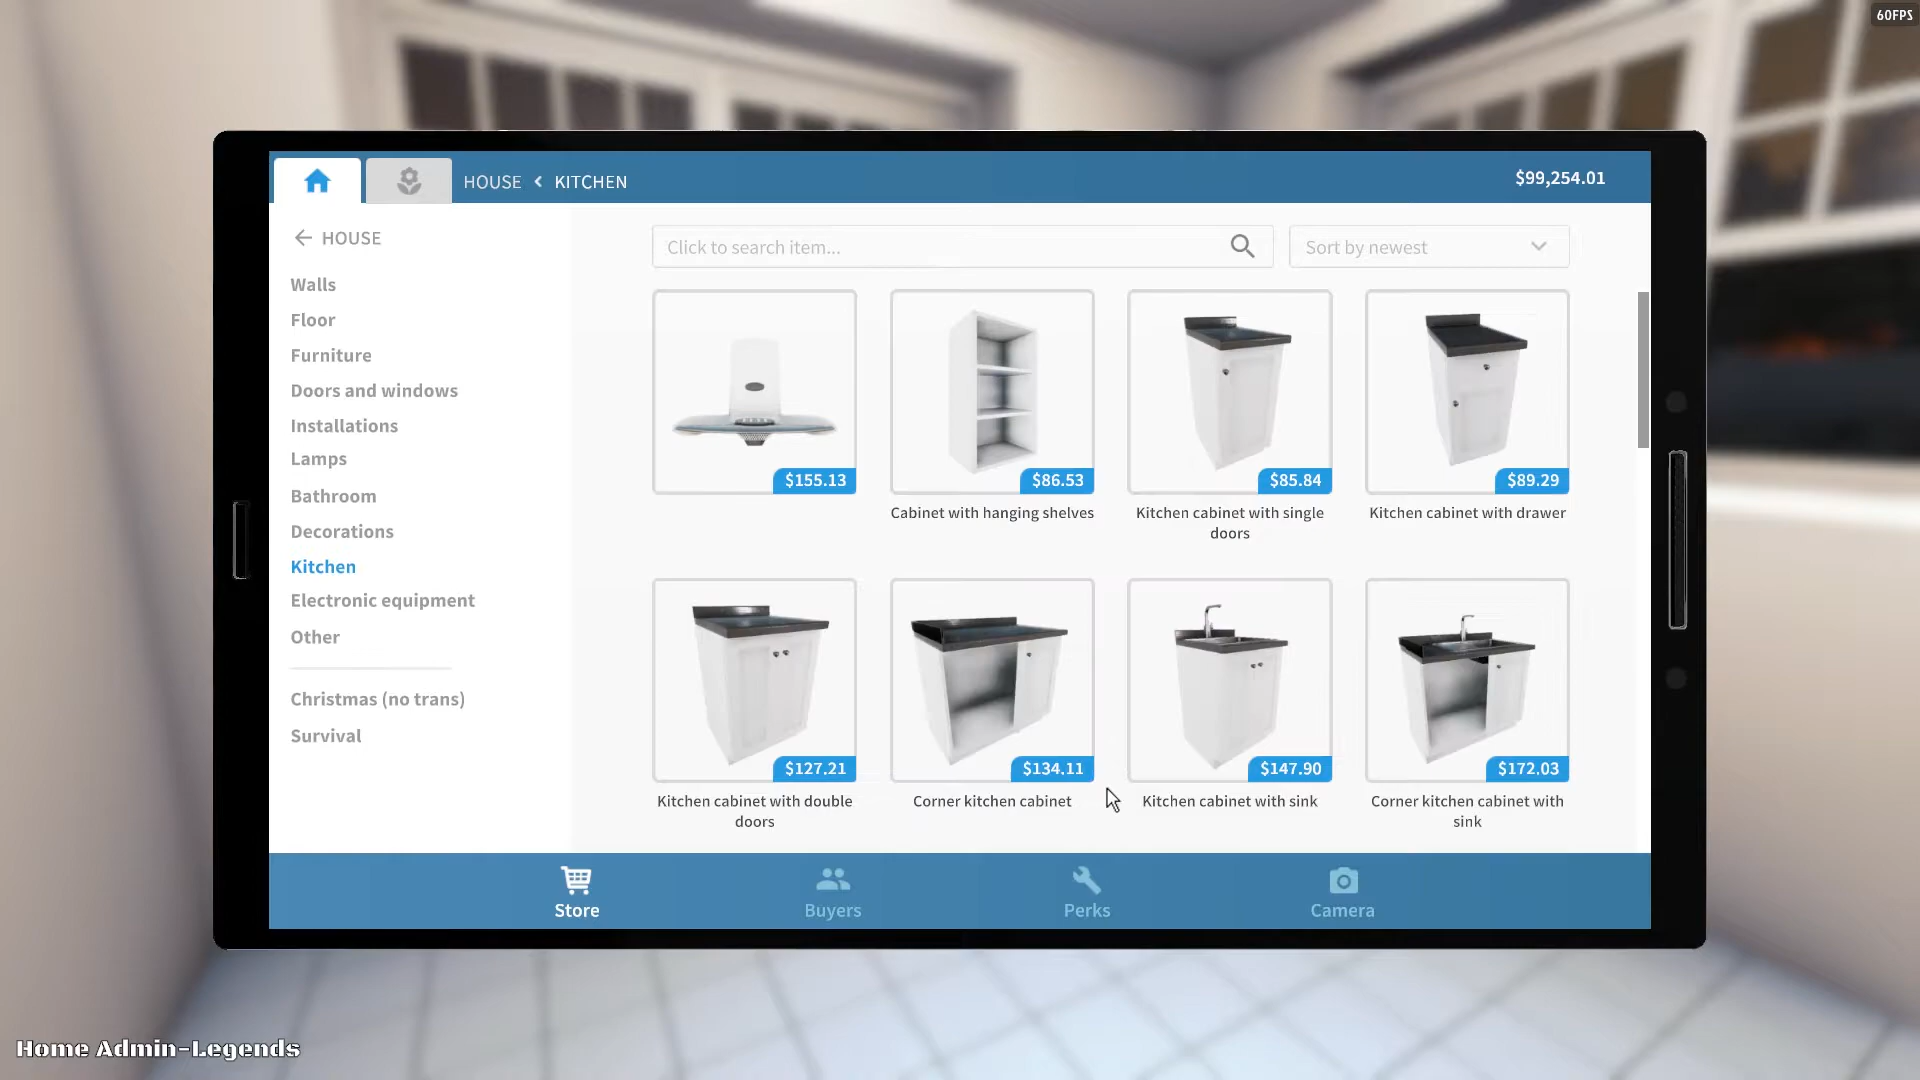 60FPS
HOUSE < KITCHEN
$99,254.01
HOUSE
Click to search item...
Sort by newest
Walls
Floor
Furniture
Doors and windows
Installations
Lamps
Bathroom
Decorations
Kitchen
Electronic equipment
Other
Christmas (no trans)
Survival
$155.13
$86.53
$85.84
$89.29
Cabinet with hanging shelves
Kitchen cabinet with single
doors
Kitchen cabinet with drawer
$127.21
$134.11
$147.90
$172.03
Kitchen cabinet with double
doors
Corner kitchen cabinet
Kitchen cabinet with sink
Corner kitchen cabinet with
sink
Store
Buyers
Perks
Camera
Home Admin-Legends